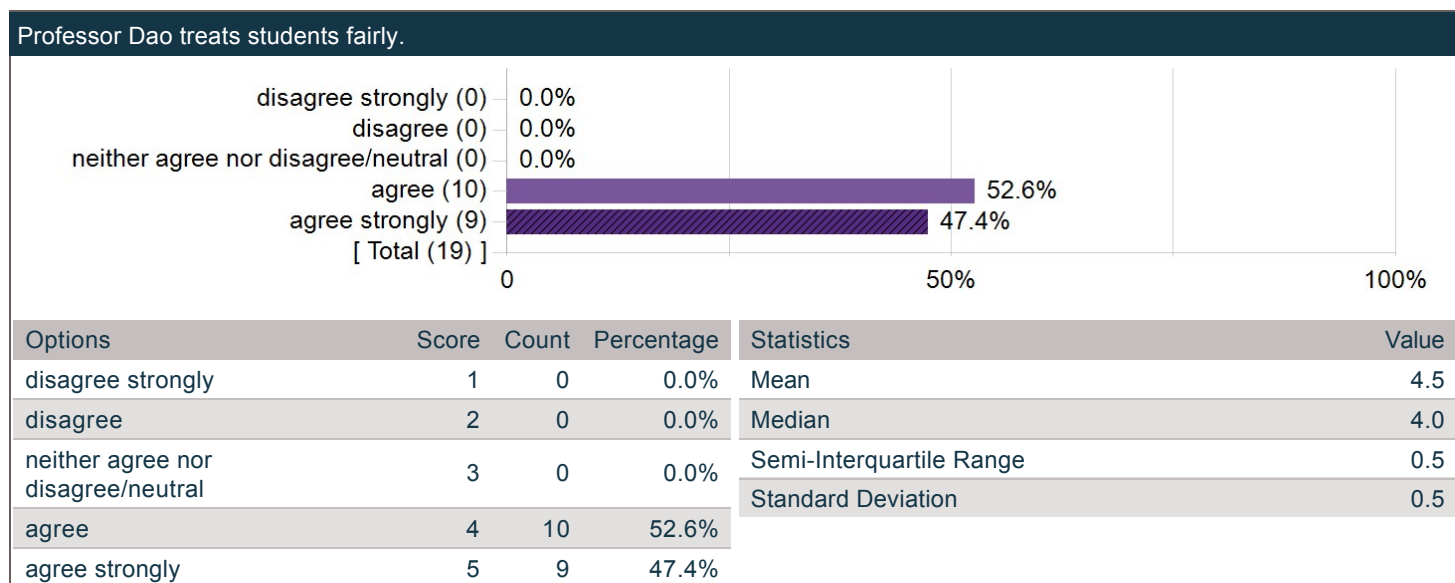 Professor Dao treats students fairly.
disagree strongly (0) 0.0%
disagree (0) 0.0%
neither agree nor disagree/neutral (0) 0.0%
agree (10) 52.6%
agree strongly (9) 47.4%
[ Total (19) ]
0 50% 100%
Options Score Count Percentage
disagree strongly 1 0 0.0%
disagree 2 0 0.0%
neither agree nor
disagree/neutral 3 0 0.0%
agree 4 10 52.6%
agree strongly 5 9 47.4%
Statistics Value
Mean 4.5
Median 4.0
Semi-Interquartile Range 0.5
Standard Deviation 0.5